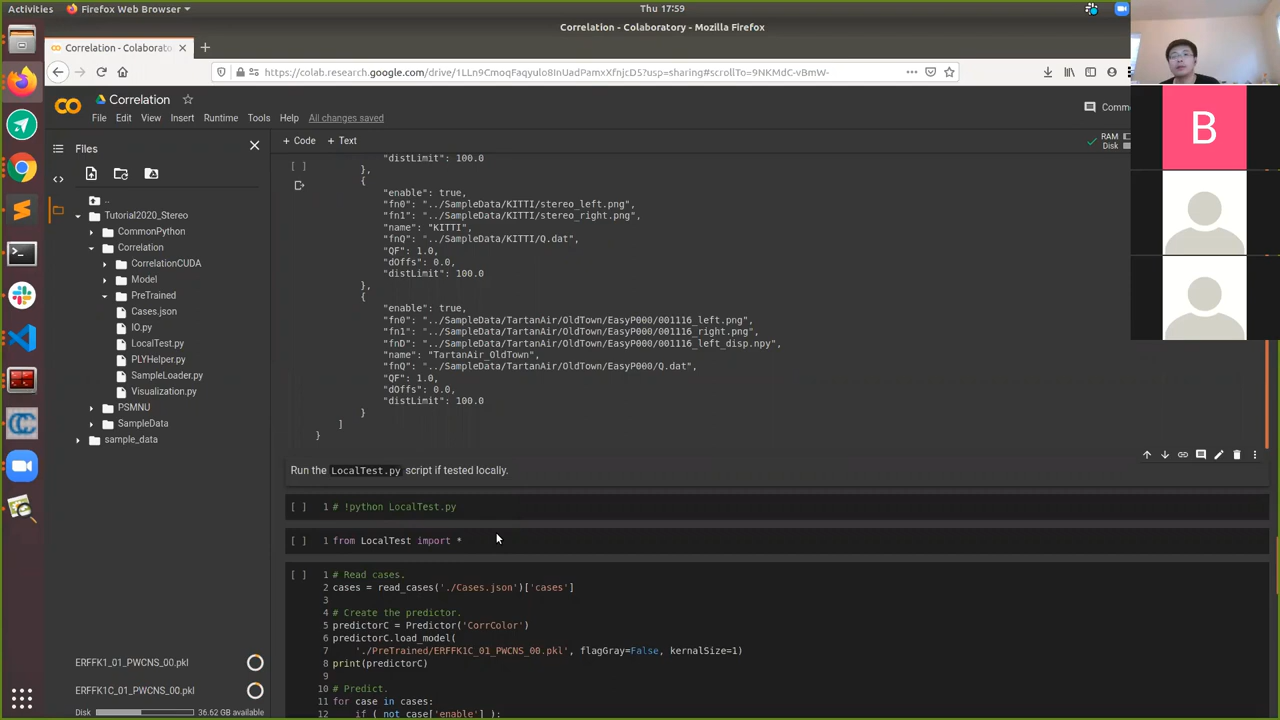 Activities
Firefox Web Browser
Thu 17:59
Correlation - Colaboratory - Mozilla Firefox
Correlation - Colaborato
https://colab.research.google.com/drive/1LLn9CmoqFaqyulo8InUadPamxXfnjcD5?usp=sharing#scrollTo=9NKMdC-vBmW-
Correlation
File Edit View Insert Runtime Tools Help All changes saved
Comm
+ Code + Text
RAM
Disk
Files
..
Tutorial2020_Stereo
CommonPython
Correlation
CorrelationCUDA
Model
PreTrained
Cases.json
IO.py
LocalTest.py
PLYHelper.py
SampleLoader.py
Visualization.py
PSMNU
SampleData
sample_data
ERFFK1_01_PWCNS_00.pkl
ERFFK1C_01_PWCNS_00.pkl
Disk 36.62 GB available
[ ]
"distLimit": 100.0
},
{
"enable": true,
"fn0": "../SampleData/KITTI/stereo_left.png",
"fn1": "../SampleData/KITTI/stereo_right.png",
"name": "KITTI",
"fnQ": "../SampleData/KITTI/Q.dat",
"QF": 1.0,
"dOffs": 0.0,
"distLimit": 100.0
},
{
"enable": true,
"fn0": "../SampleData/TartanAir/OldTown/EasyP000/001116_left.png",
"fn1": "../SampleData/TartanAir/OldTown/EasyP000/001116_right.png",
"fnD": "../SampleData/TartanAir/OldTown/EasyP000/001116_left_disp.npy",
"name": "TartanAir_OldTown",
"fnQ": "../SampleData/TartanAir/OldTown/EasyP000/Q.dat",
"QF": 1.0,
"dOffs": 0.0,
"distLimit": 100.0
}
]
}
Run the LocalTest.py script if tested locally.
[ ] 1 # !python LocalTest.py
[ ] 1 from LocalTest import *
[ ] 1 # Read cases.
2 cases = read_cases('./Cases.json')['cases']
3
4 # Create the predictor.
5 predictorC = Predictor('CorrColor')
6 predictorC.load_model(
7 './PreTrained/ERFFK1C_01_PWCNS_00.pkl', flagGray=False, kernalSize=1)
8 print(predictorC)
9
10 # Predict.
11 for case in cases:
12 if ( not case['enable'] ):
B